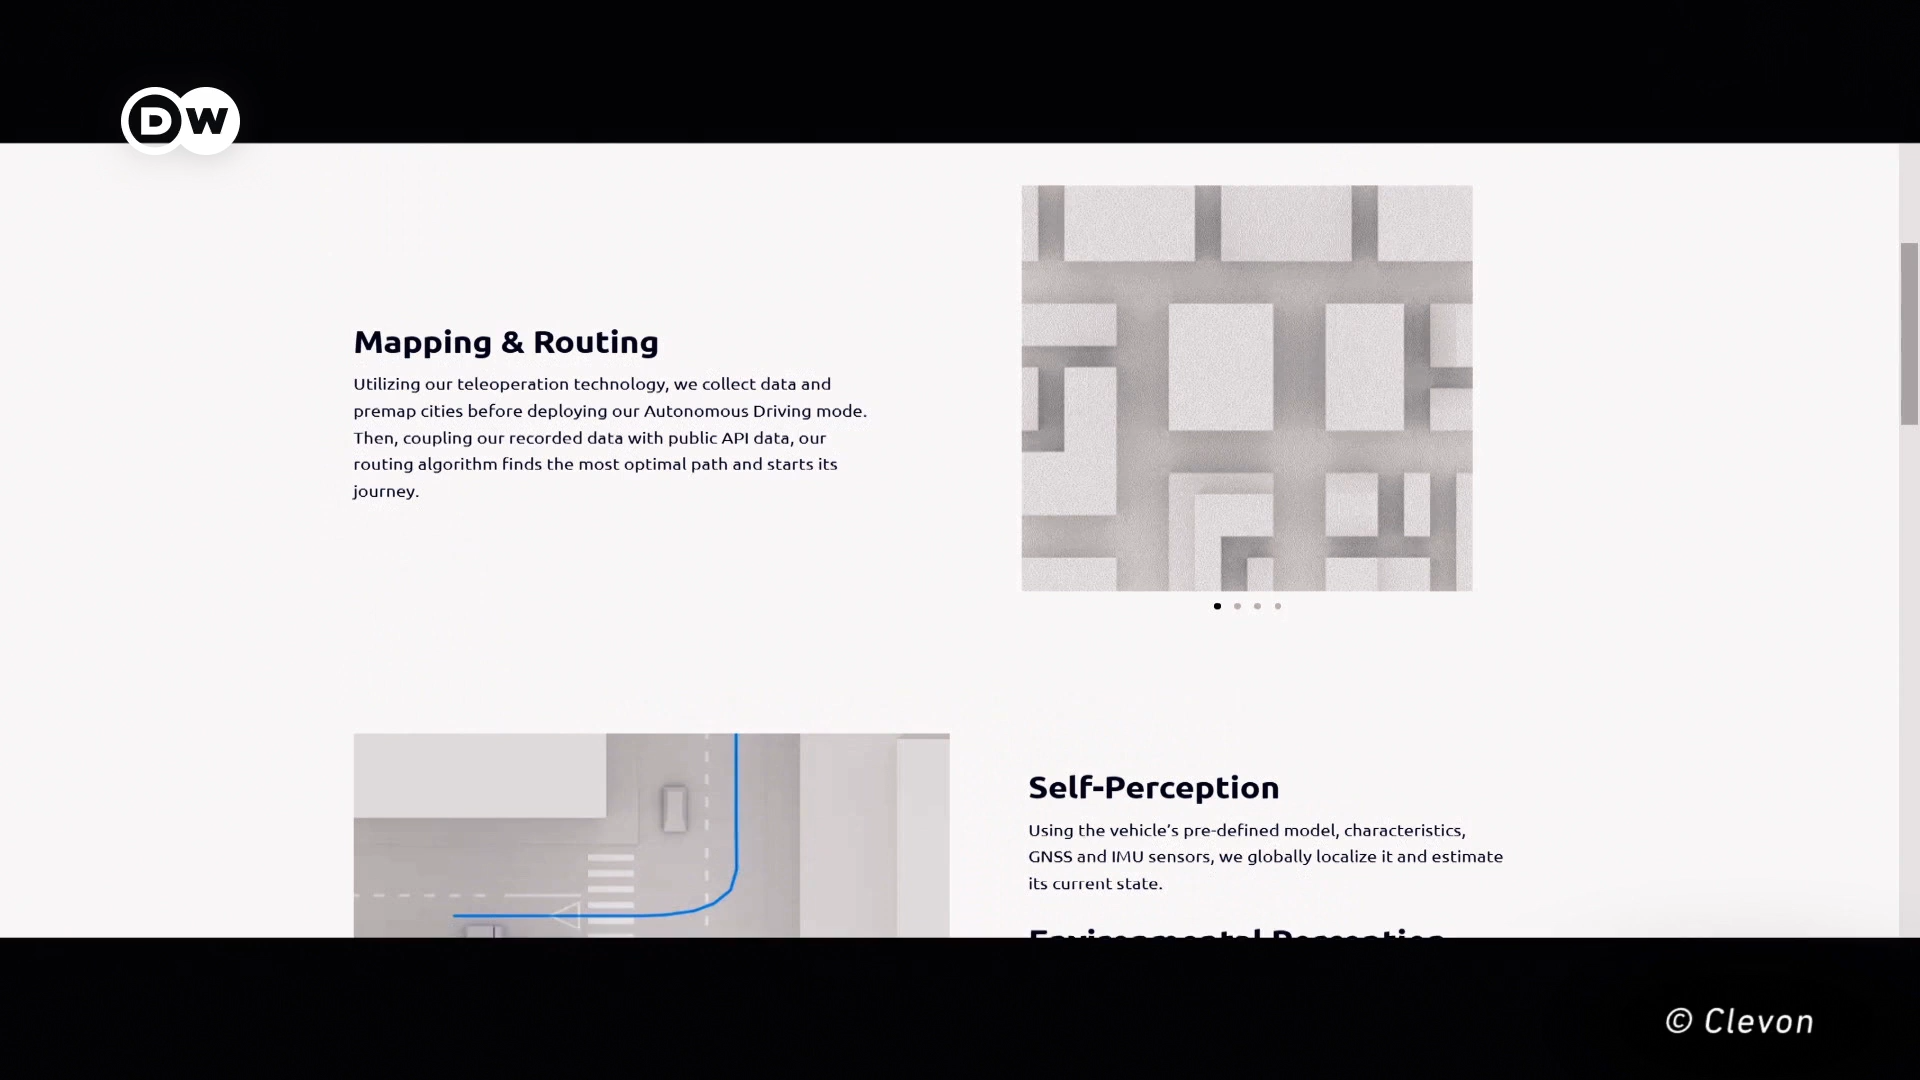 DW
Mapping & Routing
Utilizing our teleoperation technology, we collect data and
premap cities before deploying our Autonomous Driving mode.
Then, coupling our recorded data with public API data, our
routing algorithm finds the most optimal path and starts its
journey.
Self-Perception
Using the vehicle's pre-defined model, characteristics,
GNSS and IMU sensors, we globally localize it and estimate
its current state.
© Clevon